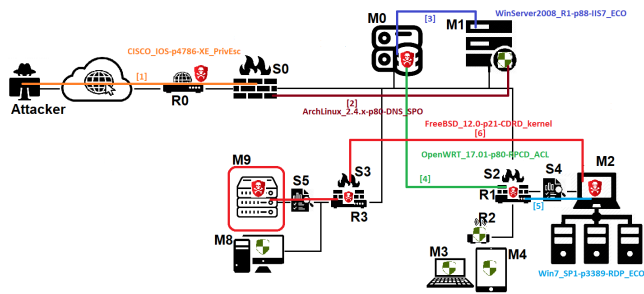 M0
M1
WinServer2008_R1-p88-IIS7_ECO
[3]
CISCO_IOS-p4786-XE_PrivEsc
[1]
S0
Attacker
R0
[2]
ArchLinux_2.4.x-p80-DNS_SPO
FreeBSD_12.0-p21-CDRD_kernel
[6]
OpenWRT_17.01-p80-RPCD_ACL
M9
S3
S5
S2
S4
M2
[4]
R1
[5]
R3
R2
M8
M3
M4
Win7_SP1-p3389-RDP_ECO